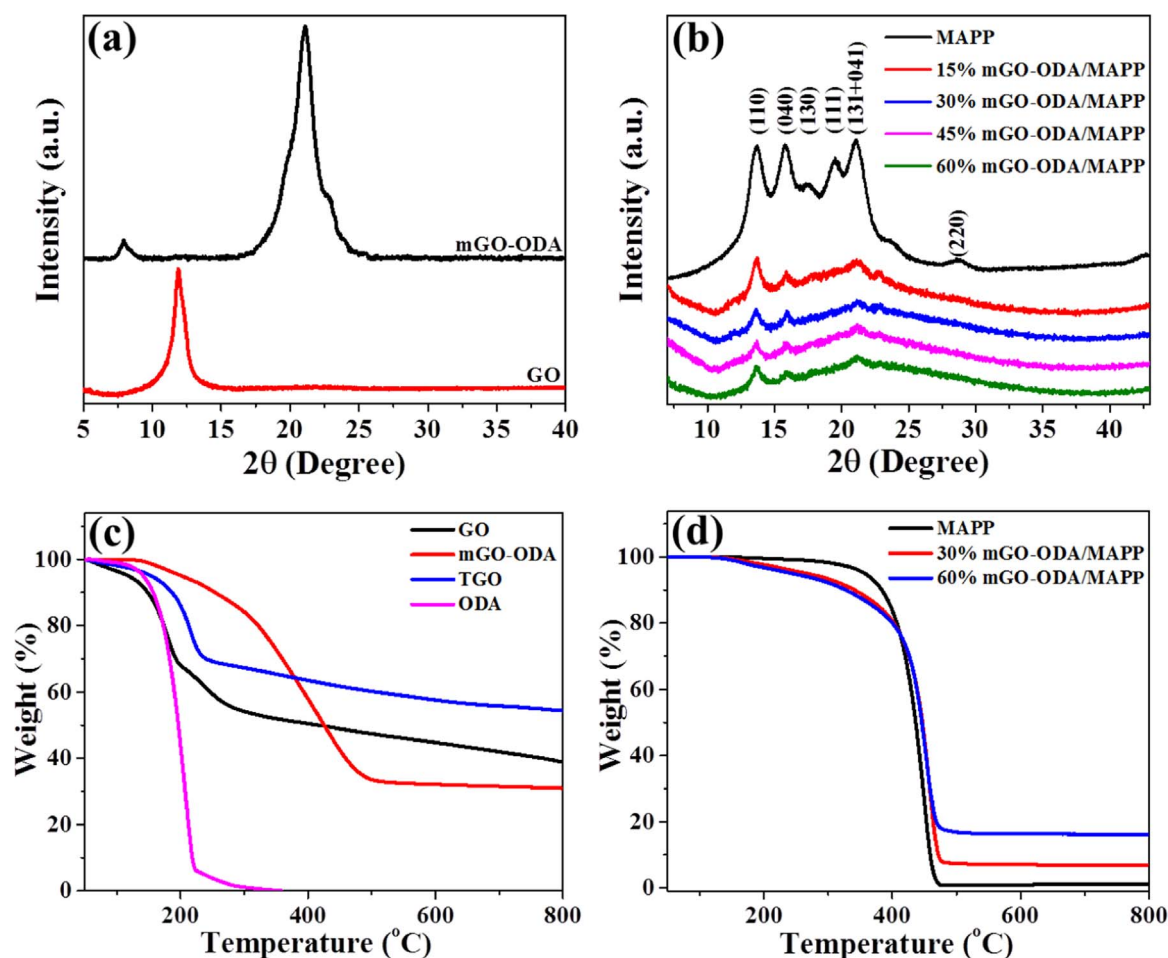 (a)
Intensity (a.u.)
mGO-ODA
GO
5 10 15 20 25 30 35 40
2θ (Degree)
(b)
Intensity (a.u.)
MAPP
15% mGO-ODA/MAPP
30% mGO-ODA/MAPP
45% mGO-ODA/MAPP
60% mGO-ODA/MAPP
(110)
(040)
(130)
(111)
(131+041)
(220)
10 15 20 25 30 35 40
2θ (Degree)
(c)
Weight (%)
GO
mGO-ODA
TGO
ODA
100
80
60
40
20
0
200 400 600 800
Temperature (°C)
(d)
Weight (%)
MAPP
30% mGO-ODA/MAPP
60% mGO-ODA/MAPP
100
80
60
40
20
0
200 400 600 800
Temperature (°C)